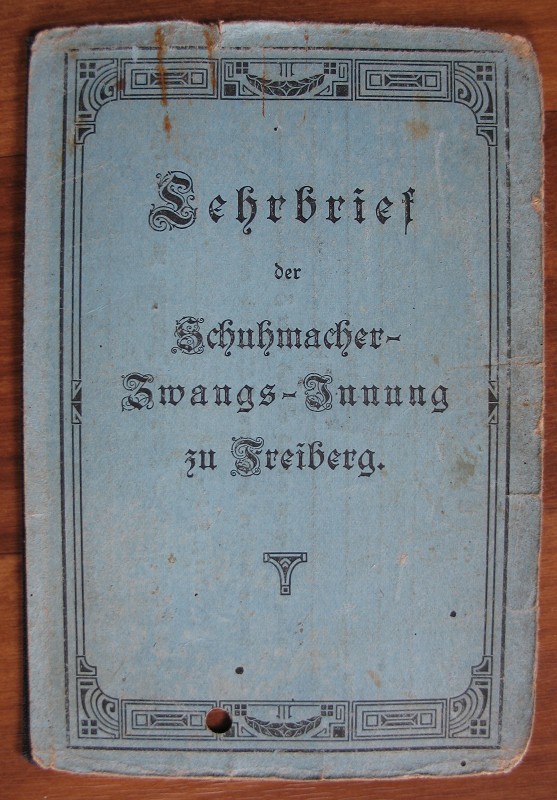 Lehrbrief
der
Schuhmacher-
Zwangs-Innung
zu Freiberg.